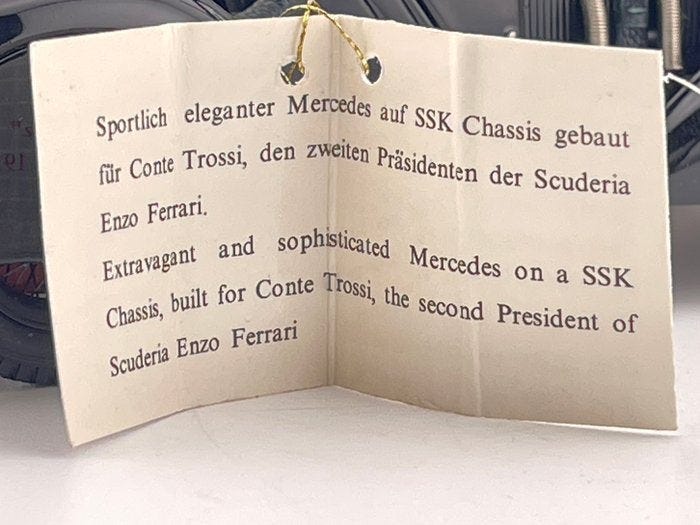 Sportlich eleganter Mercedes auf SSK Chassis gebaut
für Conte Trossi, den zweiten Präsidenten der Scuderia
Enzo Ferrari.
Extravagant and sophisticated Mercedes on a SSK
Chassis, built for Conte Trossi, the second President of
Scuderia Enzo Ferrari